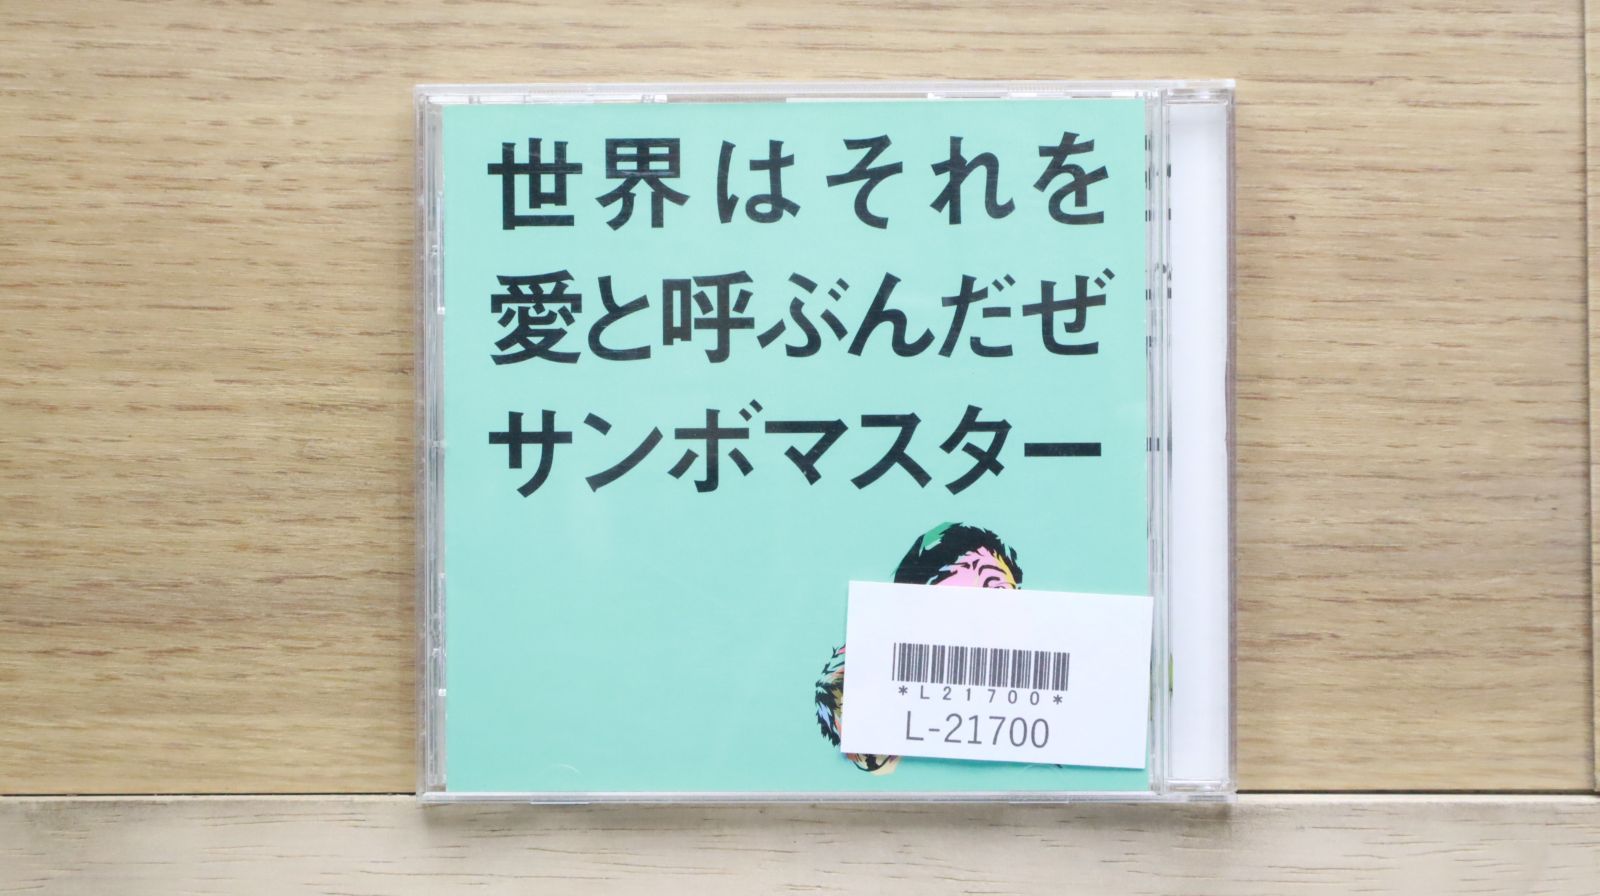 世界はそれを
愛と呼ぶんだぜ
サンボマスター
*L21700*
L-21700